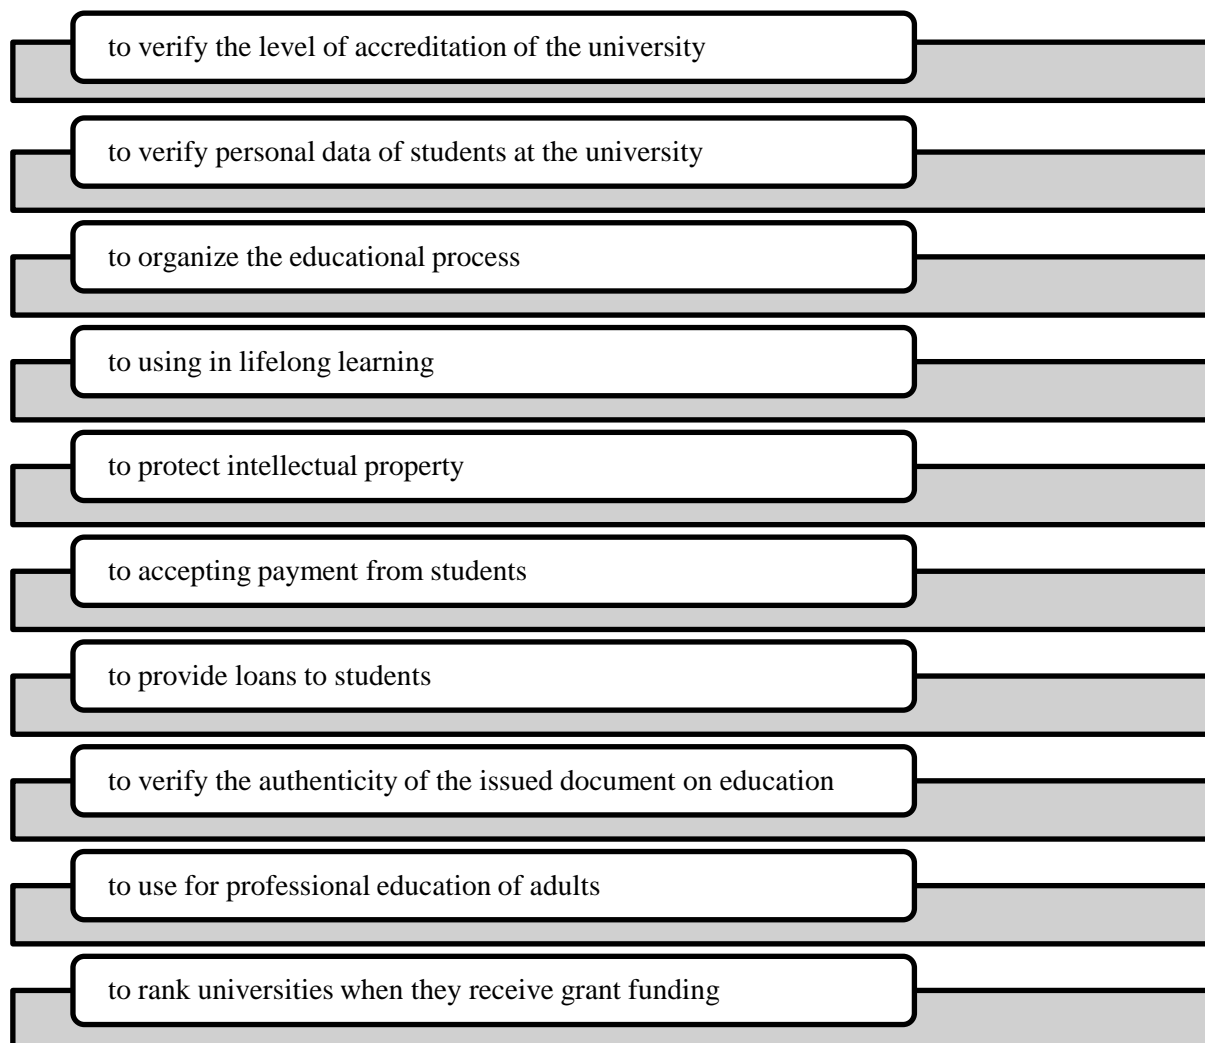 to verify the level of accreditation of the university
to verify personal data of students at the university
to organize the educational process
to using in lifelong learning
to protect intellectual property
to accepting payment from students
to provide loans to students
to verify the authenticity of the issued document on education
to use for professional education of adults
to rank universities when they receive grant funding